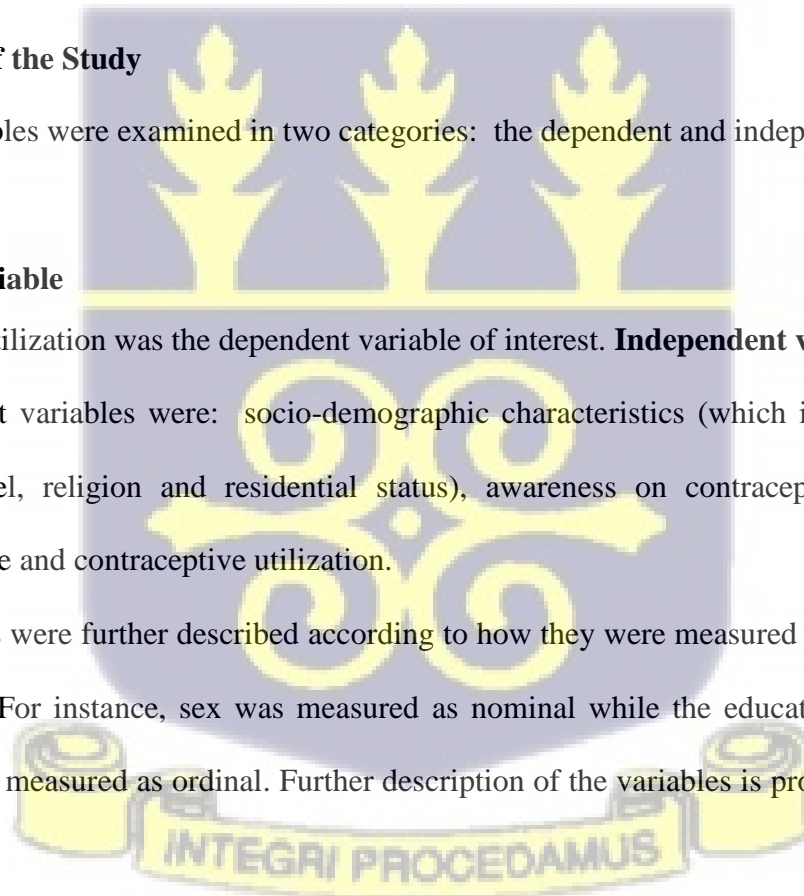 f the Study
bles were examined in two categories: the dependent and indep
iable
tilization was the dependent variable of interest. Independent v
t variables were: socio-demographic characteristics (which i
el, religion and residential status), awareness on contracep
e and contraceptive utilization.
s were further described according to how they were measured
For instance, sex was measured as nominal while the educat
measured as ordinal. Further description of the variables is pro
INTEGRI PROCEDAMUS